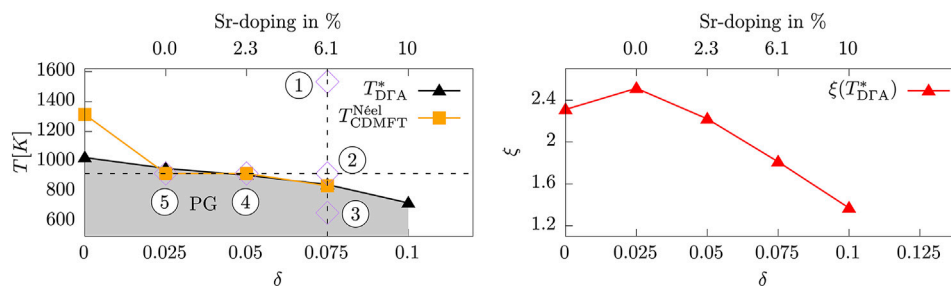 Sr-doping in %
0.0 2.3 6.1 10
1600
1400
1200
1000
800
600
T[K]
T*DΓA
T Néel CDMFT
1
2
3
4
5
PG
0 0.025 0.05 0.075 0.1
δ
Sr-doping in %
0.0 2.3 6.1 10
2.4
2
1.6
1.2
ξ
ξ(T*DΓA)
0 0.025 0.05 0.075 0.1 0.125
δ